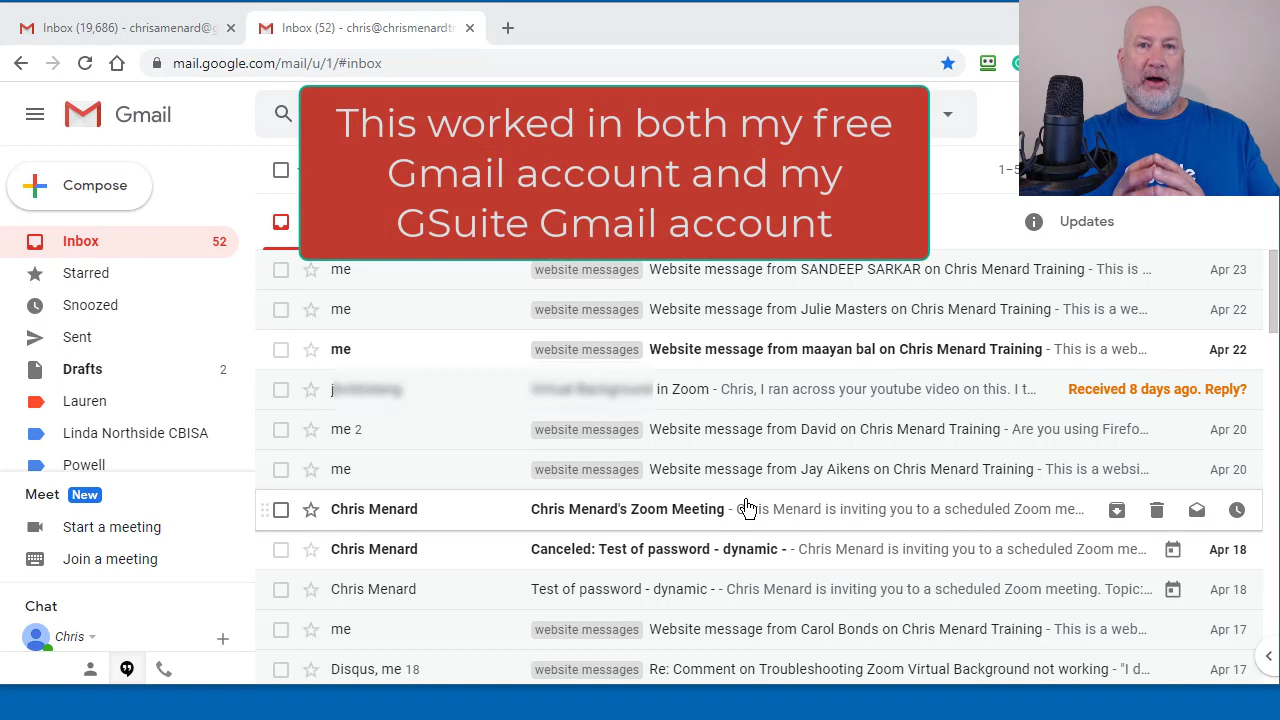 Inbox (19,686) - chrisamenard@g
Inbox (52) - chris@chrismenardtr
mail.google.com/mail/u/1/#inbox
Gmail
This worked in both my free
Gmail account and my
GSuite Gmail account
Compose
1–5
Updates
Inbox 52
Starred
Snoozed
Sent
Drafts 2
Lauren
Linda Northside CBISA
Powell
Meet New
Start a meeting
Join a meeting
Chat
Chris
me website messages Website message from SANDEEP SARKAR on Chris Menard Training - This is … Apr 23
me website messages Website message from Julie Masters on Chris Menard Training - This is a we… Apr 22
me website messages Website message from maayan bal on Chris Menard Training - This is a web… Apr 22
in Zoom - Chris, I ran across your youtube video on this. I t… Received 8 days ago. Reply?
me 2 website messages Website message from David on Chris Menard Training - Are you using Firefo… Apr 20
me website messages Website message from Jay Aikens on Chris Menard Training - This is a websi… Apr 20
Chris Menard Chris Menard's Zoom Meeting - Chris Menard is inviting you to a scheduled Zoom me…
Chris Menard Canceled: Test of password - dynamic - - Chris Menard is inviting you to a scheduled Zoom me… Apr 18
Chris Menard Test of password - dynamic - - Chris Menard is inviting you to a scheduled Zoom meeting. Topic:… Apr 18
me website messages Website message from Carol Bonds on Chris Menard Training - This is a web… Apr 17
Disqus, me 18 website messages Re: Comment on Troubleshooting Zoom Virtual Background not working - "I d… Apr 17